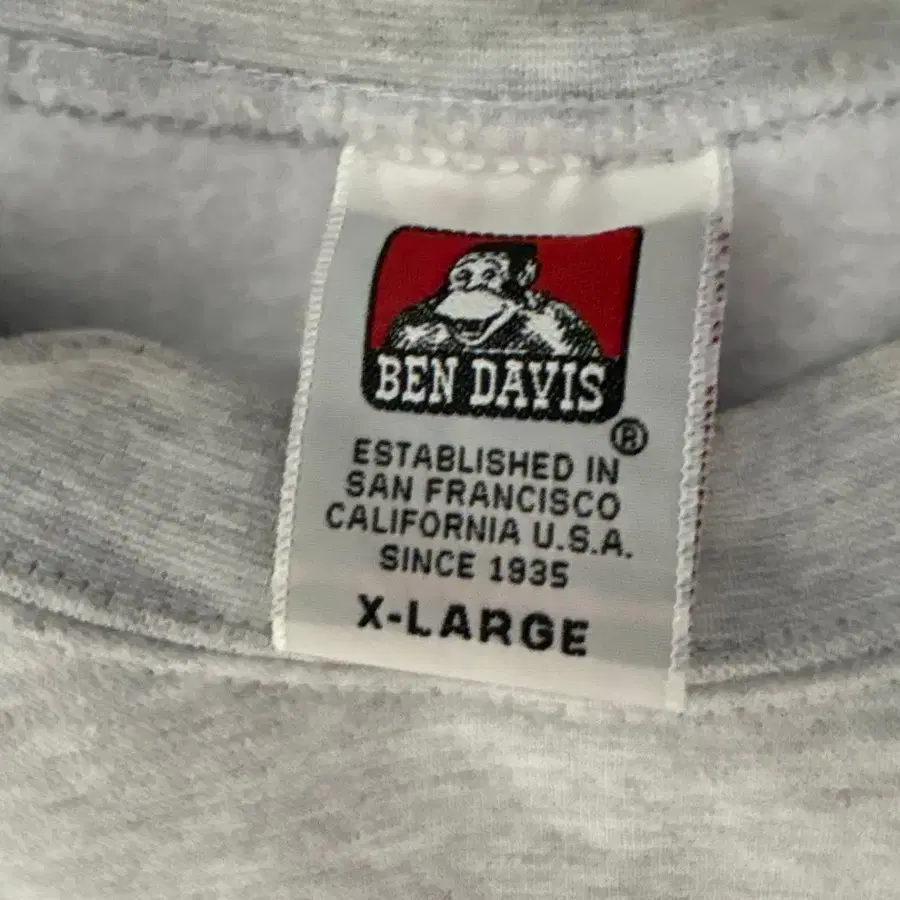 BEN DAVIS
®
ESTABLISHED IN
SAN FRANCISCO
CALIFORNIA U.S.A.
SINCE 1935
X-LARGE